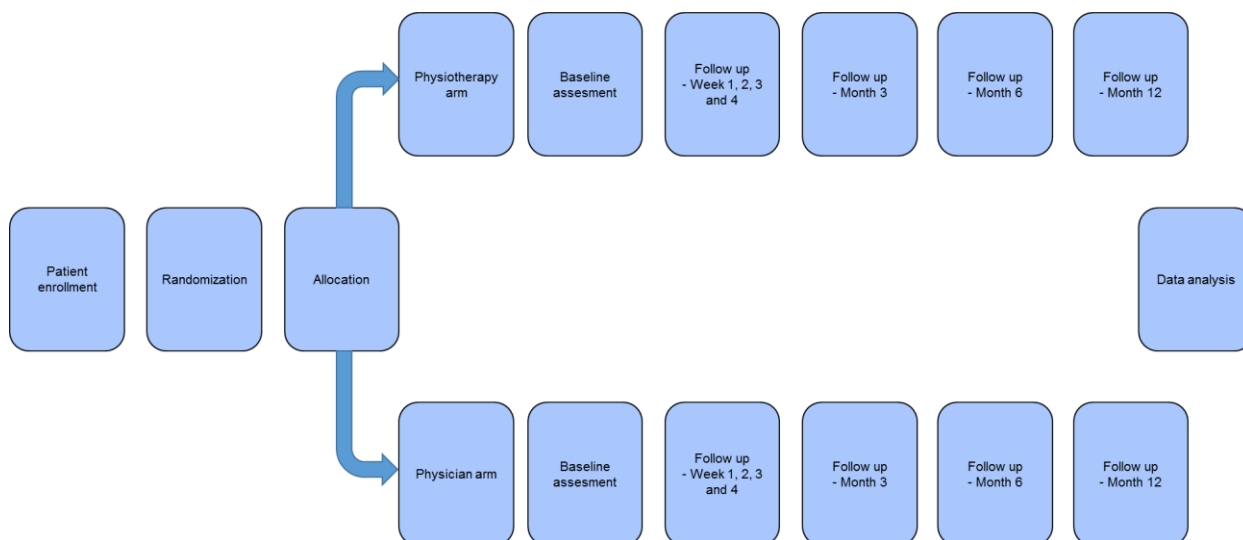 Physiotherapy
arm
Baseline
assesment
Follow up
- Week 1, 2, 3
and 4
Follow up
- Month 3
Follow up
- Month 6
Follow up
- Month 12
Patient
enrollment
Randomization
Allocation
Data analysis
Physician arm
Baseline
assesment
Follow up
- Week 1, 2, 3
and 4
Follow up
- Month 3
Follow up
- Month 6
Follow up
- Month 12